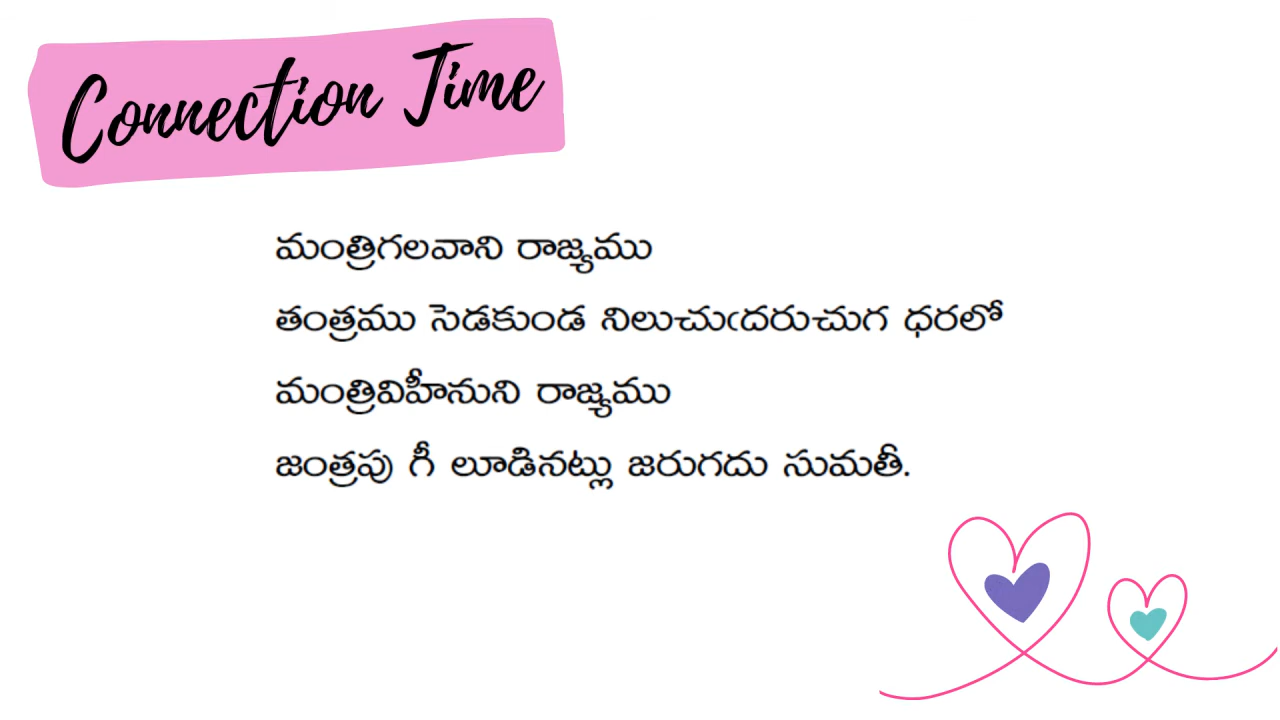 Connection Time
మంత్రిగలవాని రాజ్యము
తంత్రము సెడకుండ నిలుచుఁదరుచుగ ధరలో
మంత్రివిహీనుని రాజ్యము
జంత్రపు గీ లూడినట్లు జరుగదు సుమతీ.